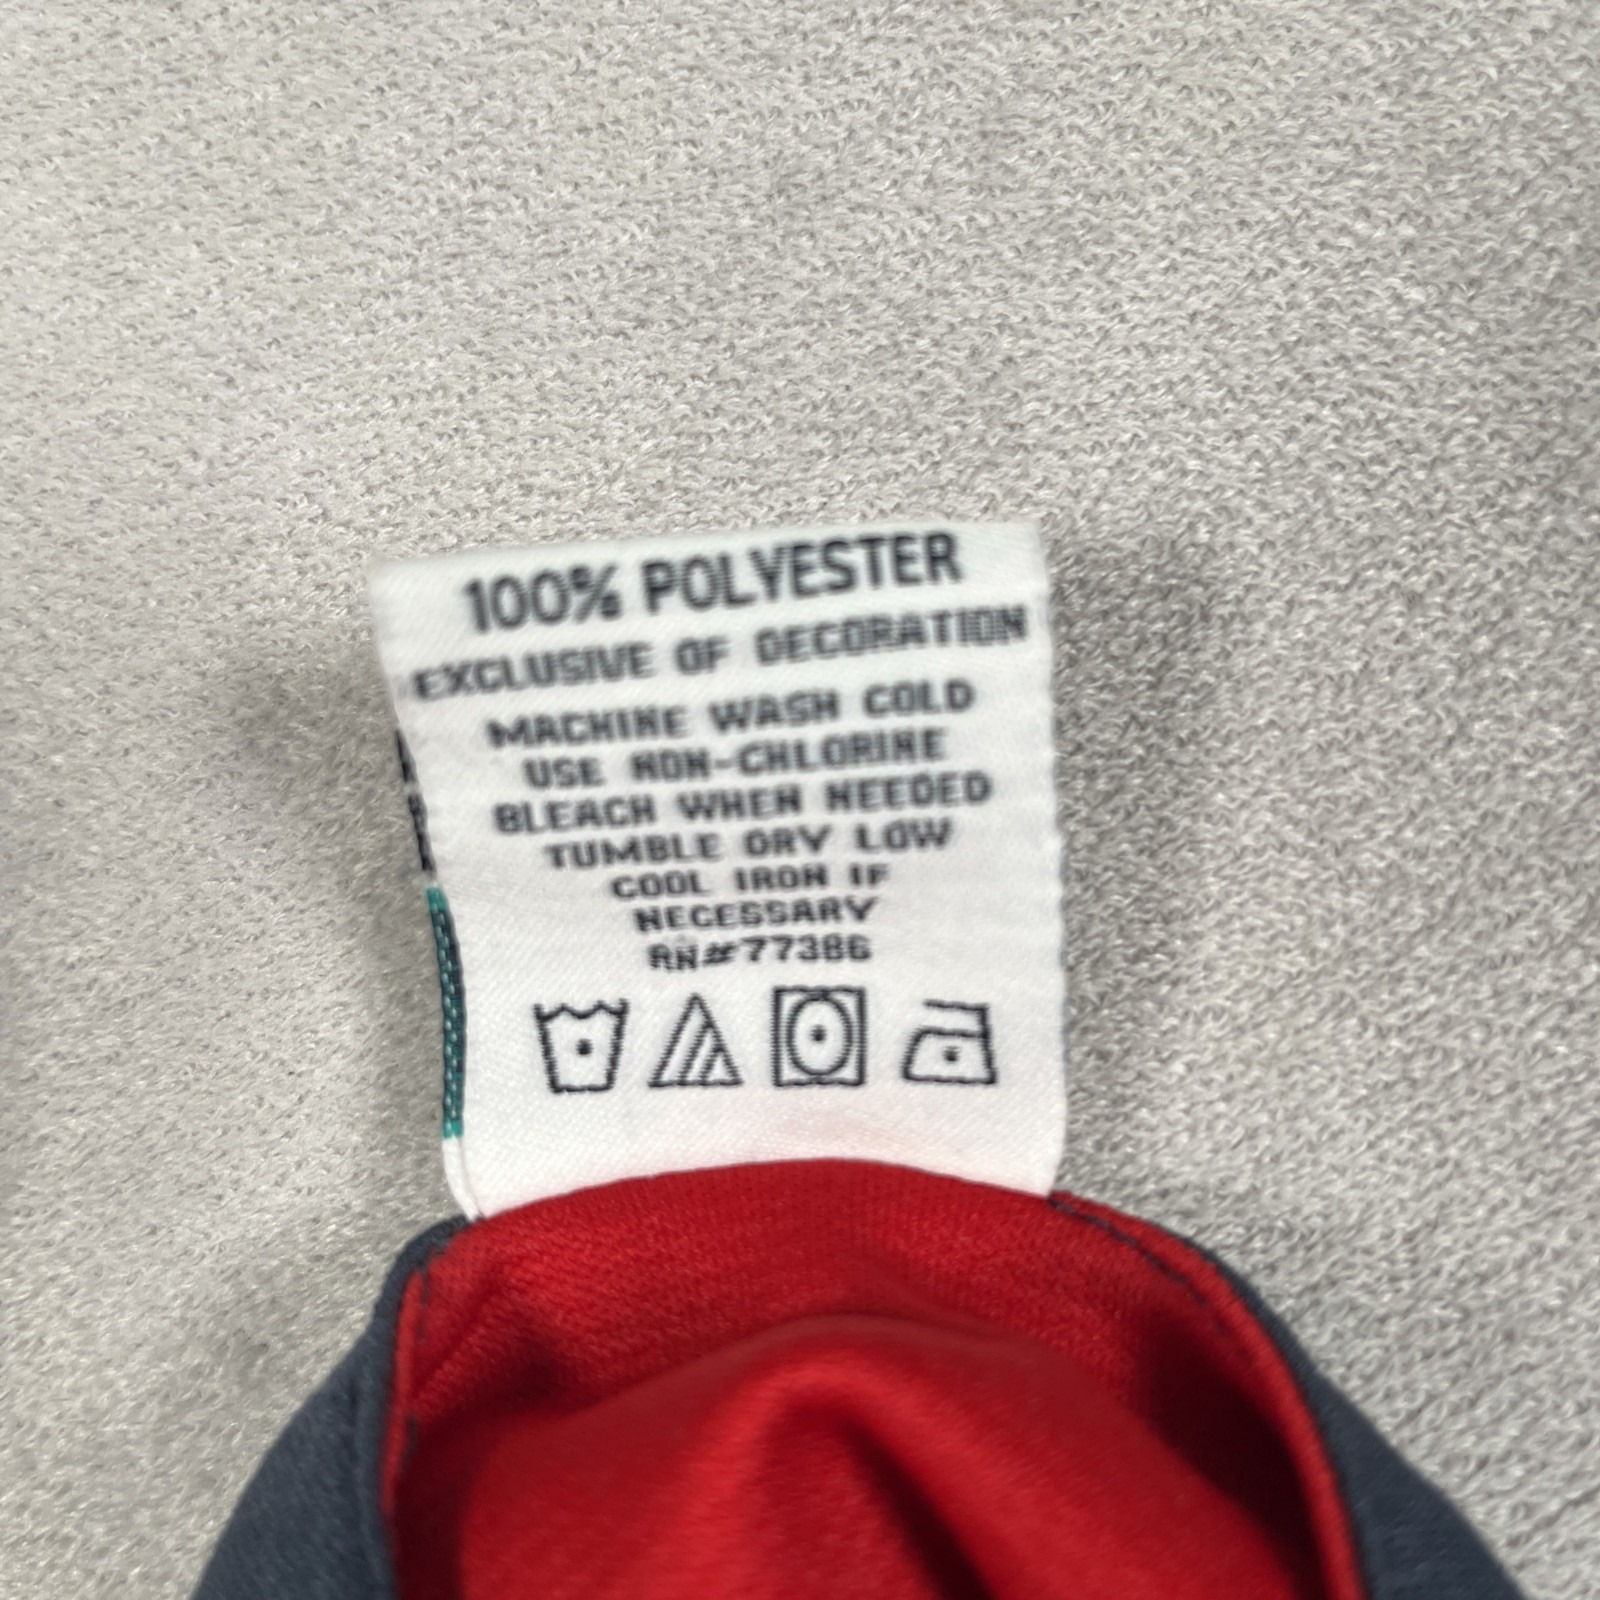 100% POLYESTER
EXCLUSIVE OF DECORATION
MACHINE WASH COLD
USE NON-CHLORINE
BLEACH WHEN NEEDED
TUMBLE DRY LOW
COOL IRON IF
NECESSARY
RN#77386